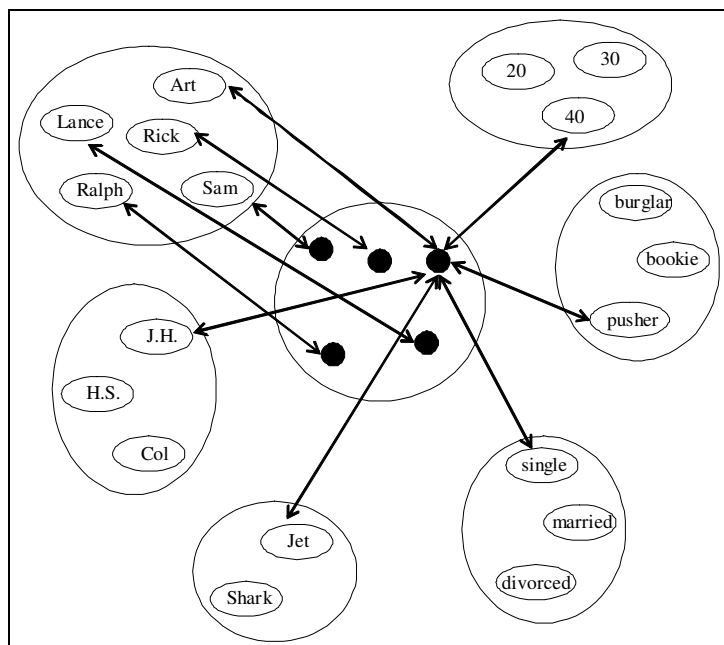 Art
Lance
Rick
Ralph
Sam
20
30
40
burglar
bookie
pusher
J.H.
H.S.
Col
Jet
Shark
single
married
divorced